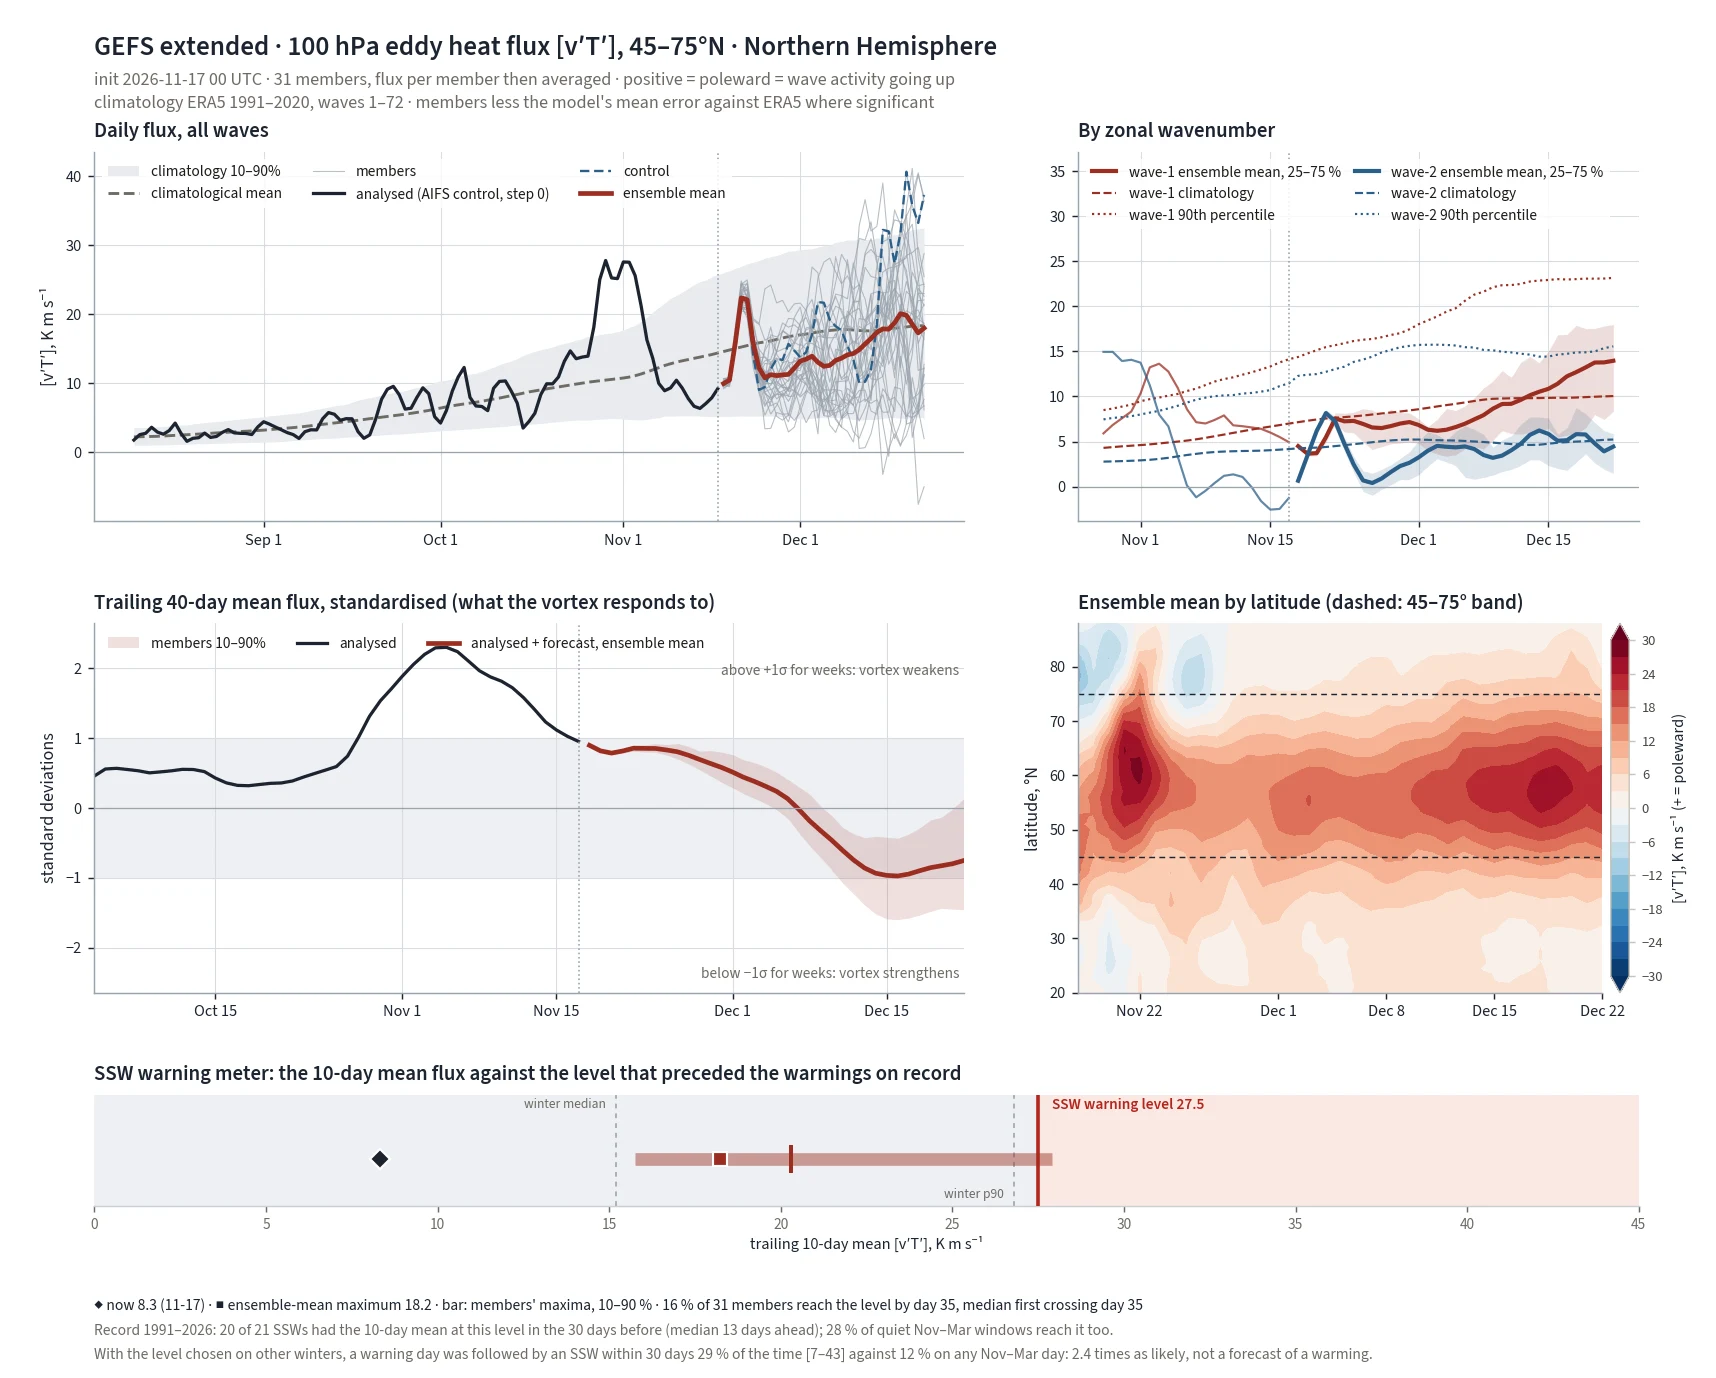 GEFS extended · 100 hPa eddy heat flux [v′T′], 45–75°N · Northern Hemisphere
init 2026-11-17 00 UTC · 31 members, flux per member then averaged · positive = poleward = wave activity going up
climatology ERA5 1991–2020, waves 1–72 · members less the model's mean error against ERA5 where significant
Daily flux, all waves
climatology 10–90%
members
control
climatological mean
analysed (AIFS control, step 0)
ensemble mean
40
30
20
10
0
[v′T′], K m s⁻¹
Sep 1
Oct 1
Nov 1
Dec 1
By zonal wavenumber
wave-1 ensemble mean, 25–75 %
wave-2 ensemble mean, 25–75 %
wave-1 climatology
wave-2 climatology
wave-1 90th percentile
wave-2 90th percentile
35
30
25
20
15
10
5
0
Nov 1
Nov 15
Dec 1
Dec 15
Trailing 40-day mean flux, standardised (what the vortex responds to)
members 10–90%
analysed
analysed + forecast, ensemble mean
above +1σ for weeks: vortex weakens
below −1σ for weeks: vortex strengthens
2
1
0
−1
−2
standard deviations
Oct 15
Nov 1
Nov 15
Dec 1
Dec 15
Ensemble mean by latitude (dashed: 45–75° band)
80
70
60
50
40
30
20
latitude, °N
Nov 22
Dec 1
Dec 8
Dec 15
Dec 22
30
24
18
12
6
0
−6
−12
−18
−24
−30
[v′T′], K m s⁻¹ (+ = poleward)
SSW warning meter: the 10-day mean flux against the level that preceded the warmings on record
winter median
SSW warning level 27.5
winter p90
0
5
10
15
20
25
30
35
40
45
trailing 10-day mean [v′T′], K m s⁻¹
◆ now 8.3 (11-17) · ■ ensemble-mean maximum 18.2 · bar: members' maxima, 10–90 % · 16 % of 31 members reach the level by day 35, median first crossing day 35
Record 1991–2026: 20 of 21 SSWs had the 10-day mean at this level in the 30 days before (median 13 days ahead); 28 % of quiet Nov–Mar windows reach it too.
With the level chosen on other winters, a warning day was followed by an SSW within 30 days 29 % of the time [7–43] against 12 % on any Nov–Mar day: 2.4 times as likely, not a forecast of a warming.